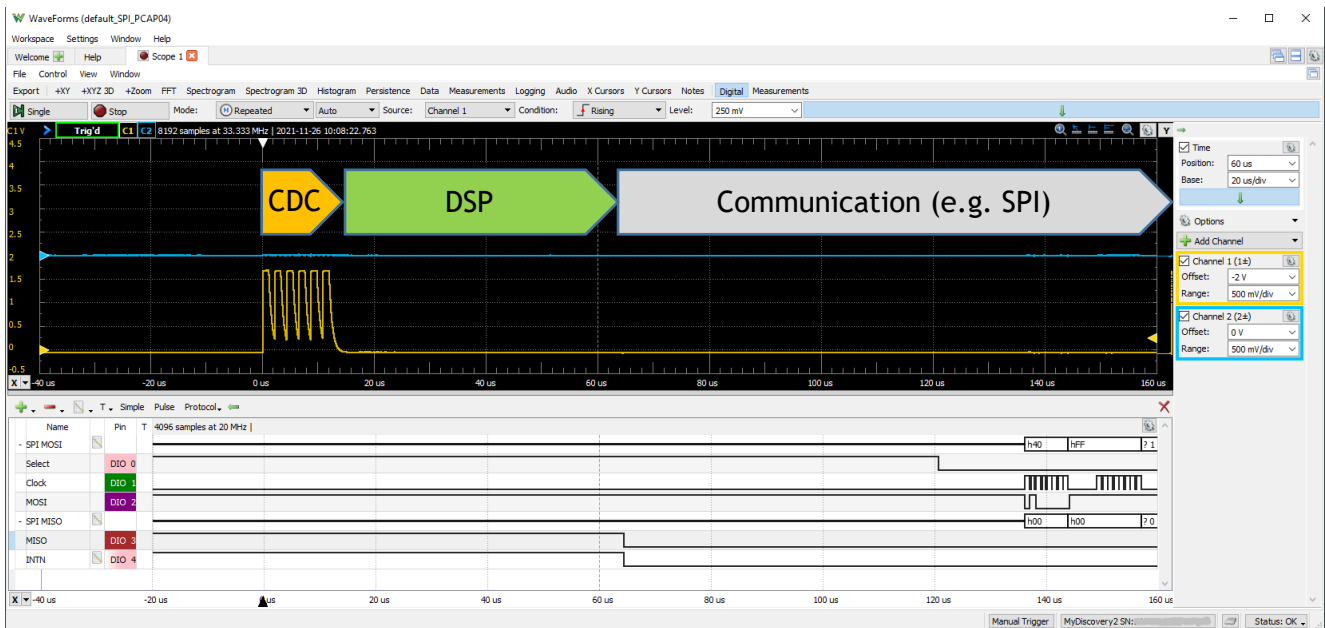 WaveForms (default_SPI_PCAP04)
Workspace Settings Window Help
Welcome Help Scope 1
File Control View Window
Export +XY +XYZ 3D +Zoom FFT Spectrogram Spectrogram 3D Histogram Persistence Data Measurements Logging Audio X Cursors Y Cursors Notes Digital Measurements
Single Stop Mode: Repeated Auto Source: Channel 1 Condition: Rising Level: 250 mV
C1 V Trig'd C1 C2 8192 samples at 33.333 MHz | 2021-11-26 10:08:22.763 Y
4.5
4
3.5
3
2.5
2
1.5
1
0.5
0
-0.5
CDC DSP Communication (e.g. SPI)
X -40 us -20 us 0 us 20 us 40 us 60 us 80 us 100 us 120 us 140 us 160 us
Time
Position: 60 us
Base: 20 us/div
Options
Add Channel
Channel 1 (1±)
Offset: -2 V
Range: 500 mV/div
Channel 2 (2±)
Offset: 0 V
Range: 500 mV/div
T Simple Pulse Protocol
Name Pin T 4096 samples at 20 MHz |
- SPI MOSI h40 hFF ? 1
Select DIO 0
Clock DIO 1
MOSI DIO 2
- SPI MISO h00 h00 ? 0
MISO DIO 3
INTN DIO 4
X -40 us -20 us 20 us 40 us 60 us 80 us 100 us 120 us 140 us 160 us
Manual Trigger MyDiscovery2 SN: Status: OK